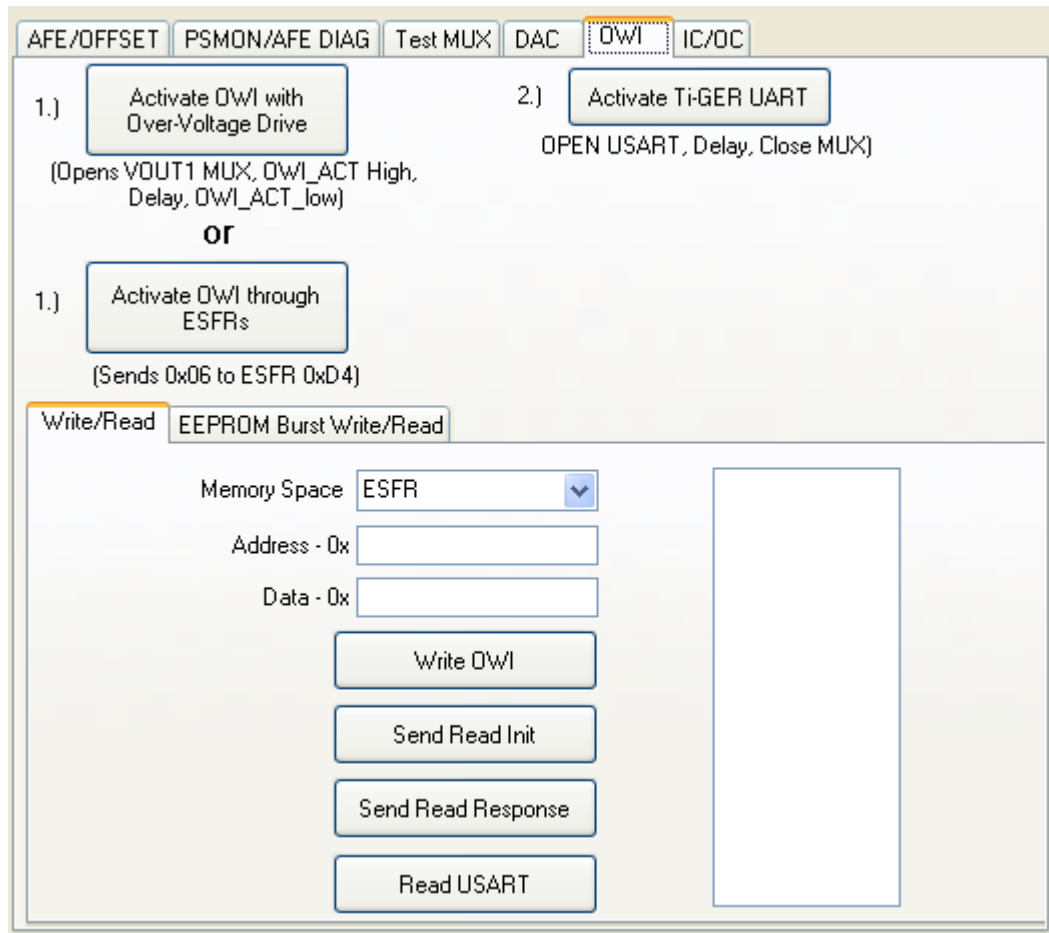 AFE/OFFSET PSMON/AFE DIAG Test MUX DAC OWI IC/OC
1.) Activate OWI with
Over-Voltage Drive
(Opens VOUT1 MUX, OWI_ACT High,
Delay, OWI_ACT_low)
or
1.) Activate OWI through
ESFRs
(Sends 0x06 to ESFR 0xD4)
2.) Activate Ti-GER UART
OPEN USART, Delay, Close MUX)
Write/Read EEPROM Burst Write/Read
Memory Space ESFR
Address - 0x
Data - 0x
Write OWI
Send Read Init
Send Read Response
Read USART